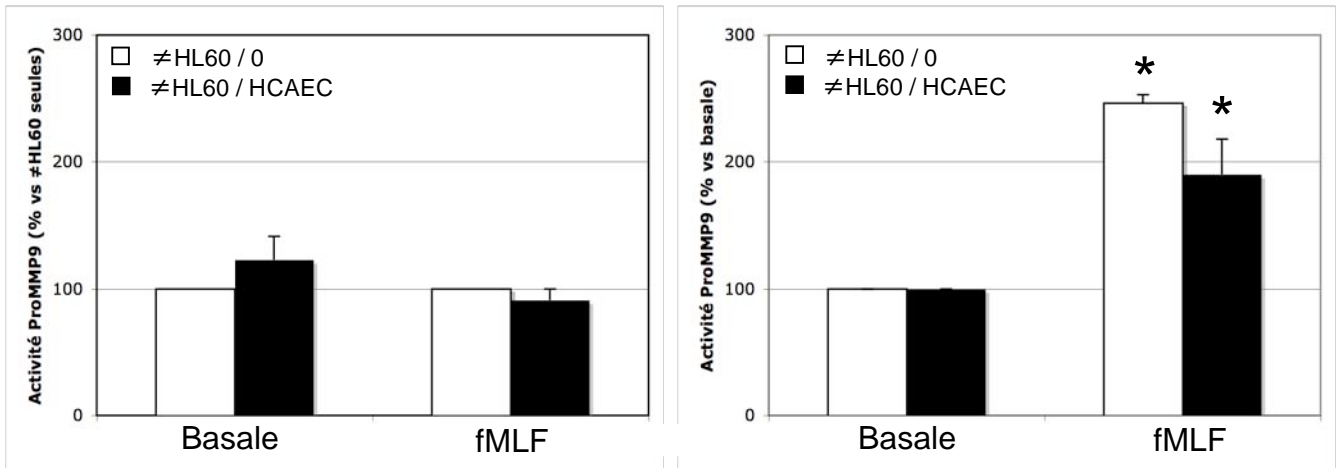 Activité ProMMP9 (% vs ≠HL60 seules)
300
200
100
0
≠HL60 / 0
≠HL60 / HCAEC
Basale
fMLF
Activité ProMMP9 (% vs basale)
300
200
100
0
≠HL60 / 0
≠HL60 / HCAEC
*
*
Basale
fMLF